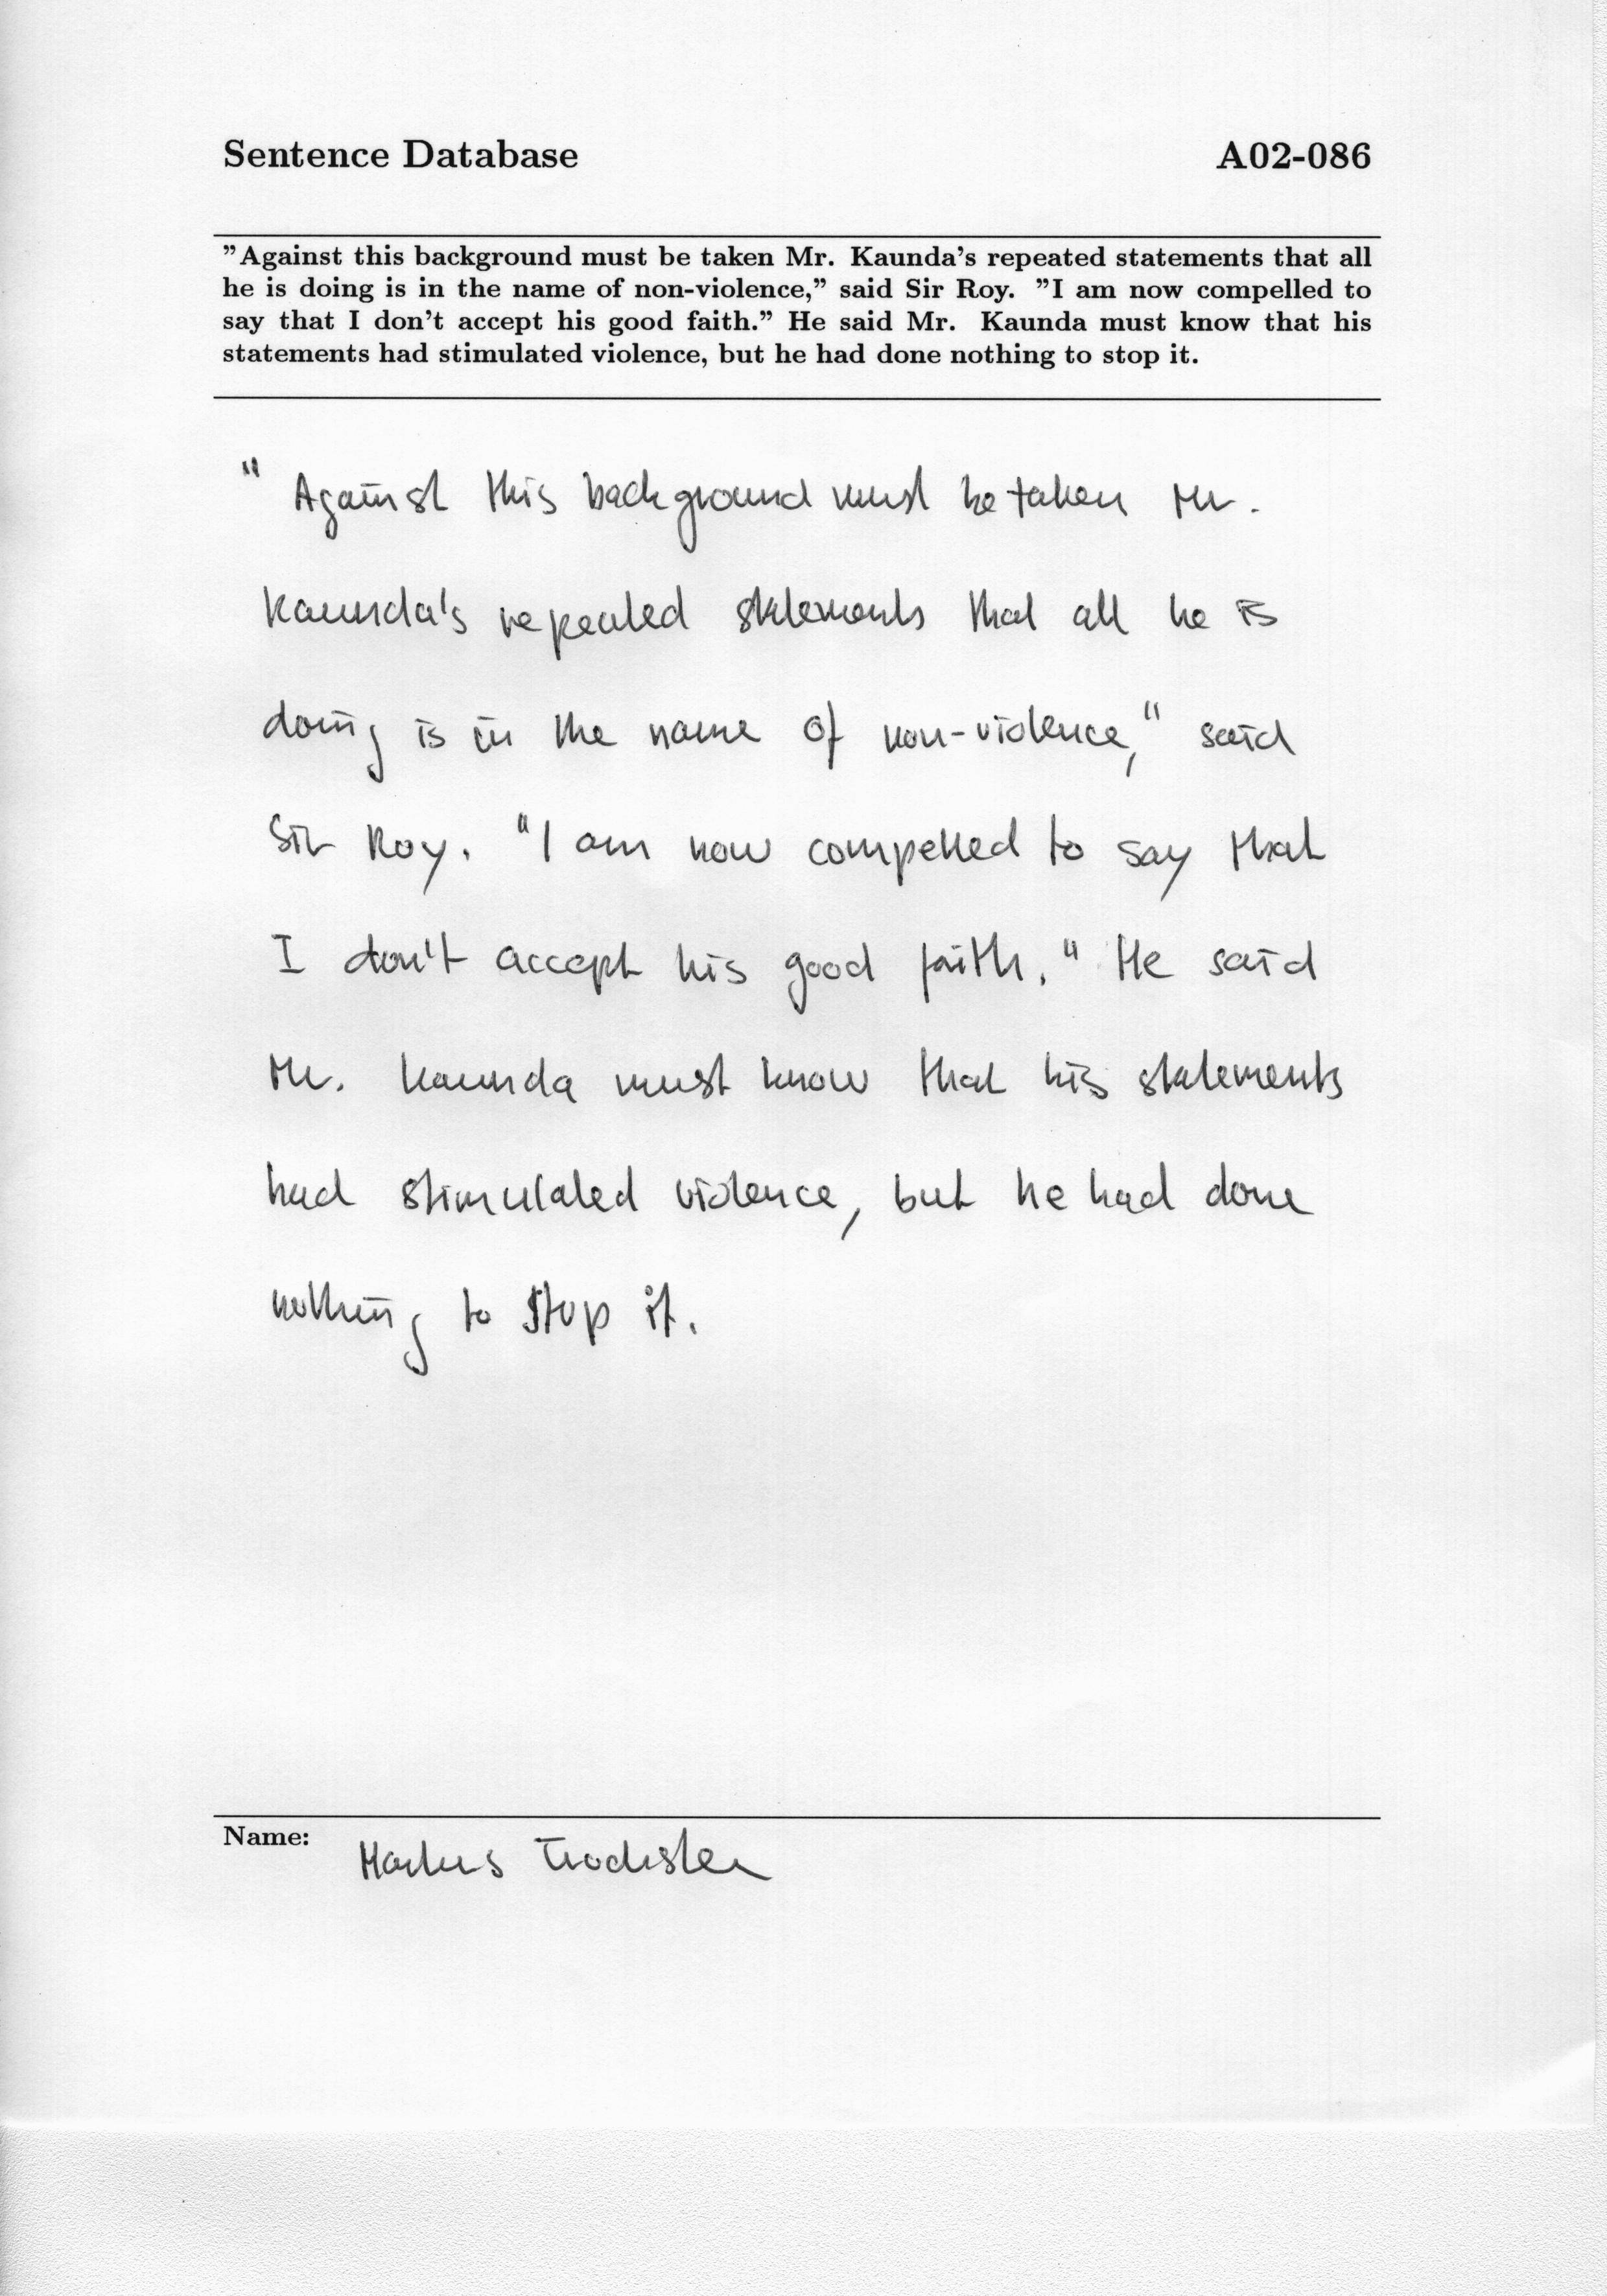 Sentence Database A02-086
”Against this background must be taken Mr. Kaunda’s repeated statements that all
he is doing is in the name of non-violence,” said Sir Roy. ”I am now compelled to
say that I don’t accept his good faith.” He said Mr. Kaunda must know that his
statements had stimulated violence, but he had done nothing to stop it.
" Against this background must be taken Mr.
Kaunda's repeated statements that all he is
doing is in the name of non-violence," said
Sir Roy. "I am now compelled to say that
I don't accept his good faith." He said
Mr. Kaunda must know that his statements
had stimulated violence, but he had done
nothing to stop it.
Name: Markus